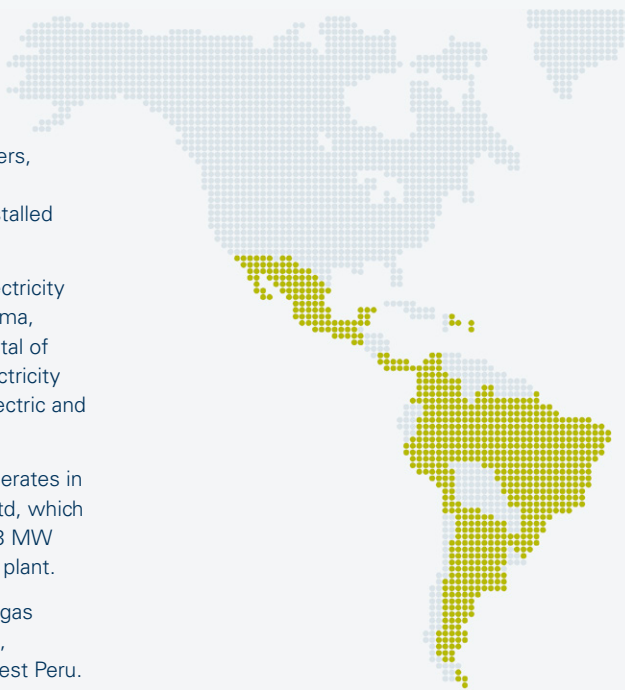 ers,
talled
ctricity
ma,
tal of
ctricity
ectric and
erates in
td, which
3 MW
plant.
gas
,
est Peru.